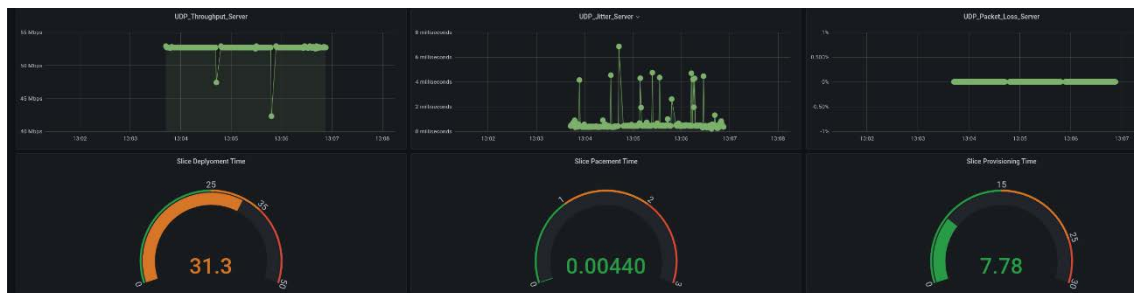 UDP_Throughput_Server
55 Mbps
50 Mbps
45 Mbps
40 Mbps
13:02 13:03 13:04 13:05 13:06 13:07 13:08
UDP_Jitter_Server
8 milliseconds
6 milliseconds
4 milliseconds
2 milliseconds
0 milliseconds
13:02 13:03 13:04 13:05 13:06 13:07 13:08
UDP_Packet_Loss_Server
1%
0.500%
0%
-0.50%
-1%
13:02 13:03 13:04 13:05 13:06 13:07
Slice Deplyoment Time
0
25
35
50
31.3
Slice Pacement Time
0
1
2
3
0.00440
Slice Provisioning Time
0
15
25
30
7.78